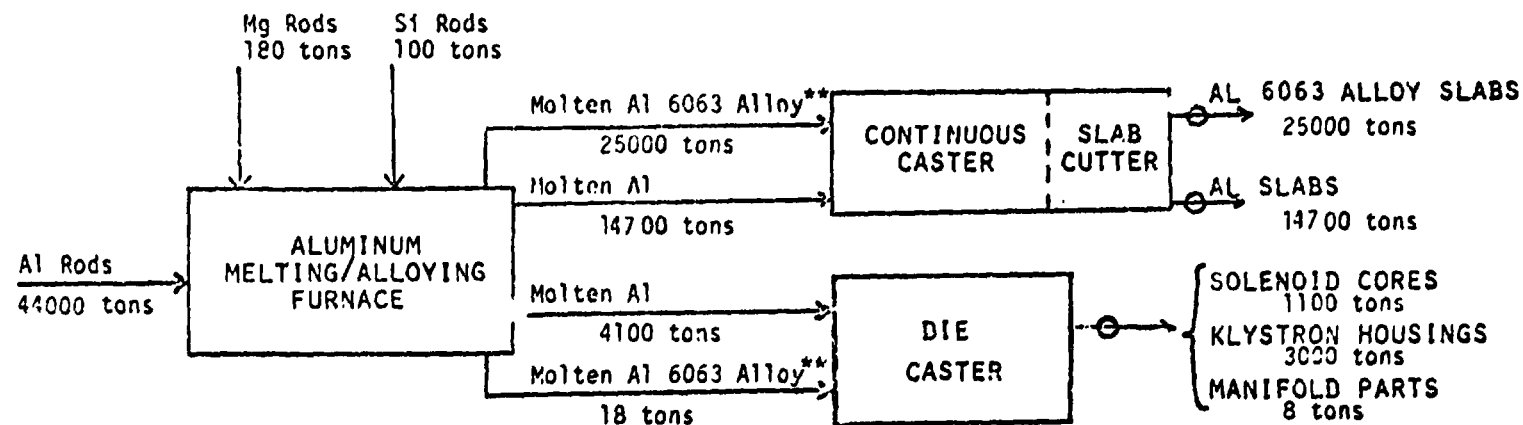 Mg Rods
180 tons
Si Rods
100 tons
Al Rods
44000 tons
ALUMINUM
MELTING/ALLOYING
FURNACE
Molten Al 6063 Alloy**
25000 tons
Molten Al
14700 tons
Molten Al
4100 tons
Molten Al 6063 Alloy**
18 tons
CONTINUOUS
CASTER
SLAB
CUTTER
DIE
CASTER
AL 6063 ALLOY SLABS
25000 tons
AL SLABS
14700 tons
SOLENOID CORES
1100 tons
KLYSTRON HOUSINGS
3000 tons
MANIFOLD PARTS
8 tons